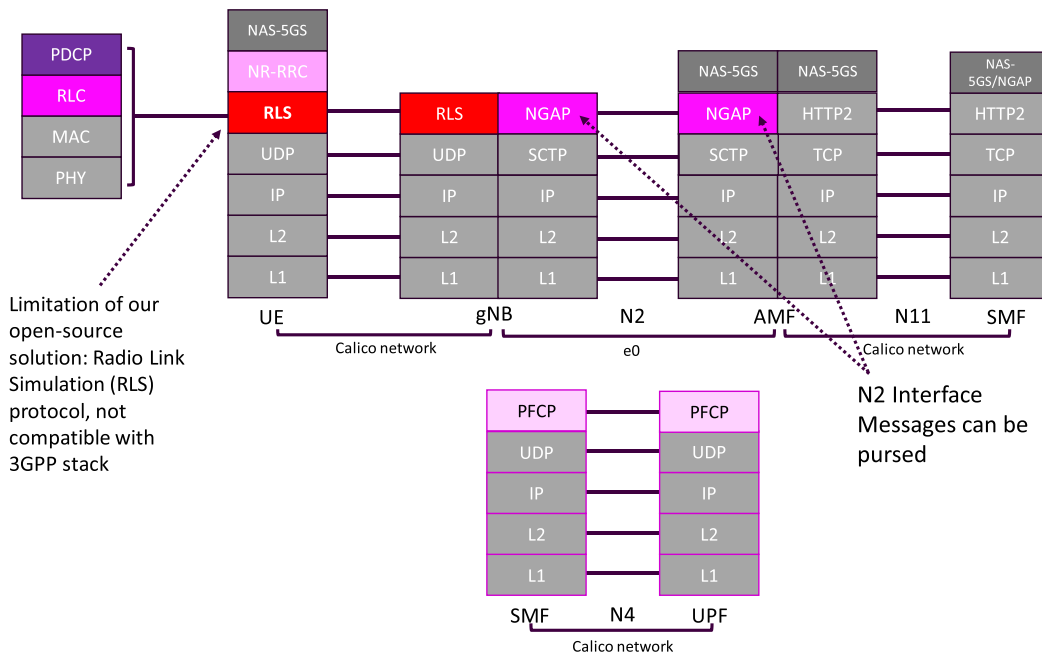 PDCP
RLC
MAC
PHY
NAS-5GS
NR-RRC
RLS
UDP
IP
L2
L1
RLS
UDP
IP
L2
L1
NGAP
SCTP
IP
L2
L1
NAS-5GS
NGAP
SCTP
IP
L2
L1
NAS-5GS
HTTP2
TCP
IP
L2
L1
NAS-
5GS/NGAP
HTTP2
TCP
IP
L2
L1
UE
gNB
N2
AMF
N11
SMF
Calico network
e0
Calico network
Limitation of our
open-source
solution: Radio Link
Simulation (RLS)
protocol, not
compatible with
3GPP stack
N2 Interface
Messages can be
pursed
PFCP
UDP
IP
L2
L1
PFCP
UDP
IP
L2
L1
SMF
N4
UPF
Calico network